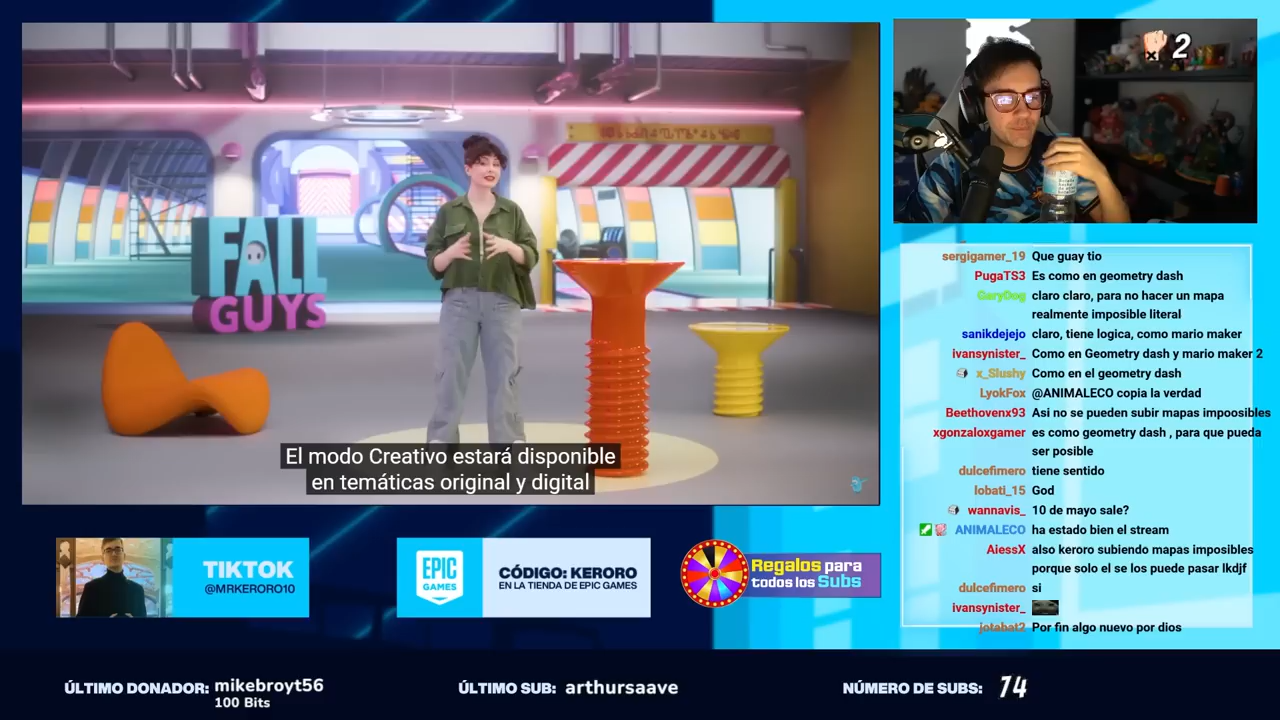 2
FALL
GUYS
El modo Creativo estará disponible
en temáticas original y digital
sergigamer_19 Que guay tio
PugaTS3 Es como en geometry dash
GaryDog claro claro, para no hacer un mapa
realmente imposible literal
sanikdejejo claro, tiene logica, como mario maker
ivansynister_ Como en Geometry dash y mario maker 2
x_Slushy Como en el geometry dash
LyokFox @ANIMALECO copia la verdad
Beethovenx93 Asi no se pueden subir mapas impoosibles
xgonzaloxgamer es como geometry dash , para que pueda
ser posible
dulcefimero tiene sentido
lobati_15 God
wannavis_ 10 de mayo sale?
ANIMALECO ha estado bien el stream
AiessX also keroro subiendo mapas imposibles
porque solo el se los puede pasar lkdjf
dulcefimero si
ivansynister_
jotabat2 Por fin algo nuevo por dios
TIKTOK
@MRKERORO10
EPIC
GAMES
CÓDIGO: KERORO
EN LA TIENDA DE EPIC GAMES
Regalos para
todos los Subs
ÚLTIMO DONADOR: mikebroyt56
100 Bits
ÚLTIMO SUB: arthursaave
NÚMERO DE SUBS: 74